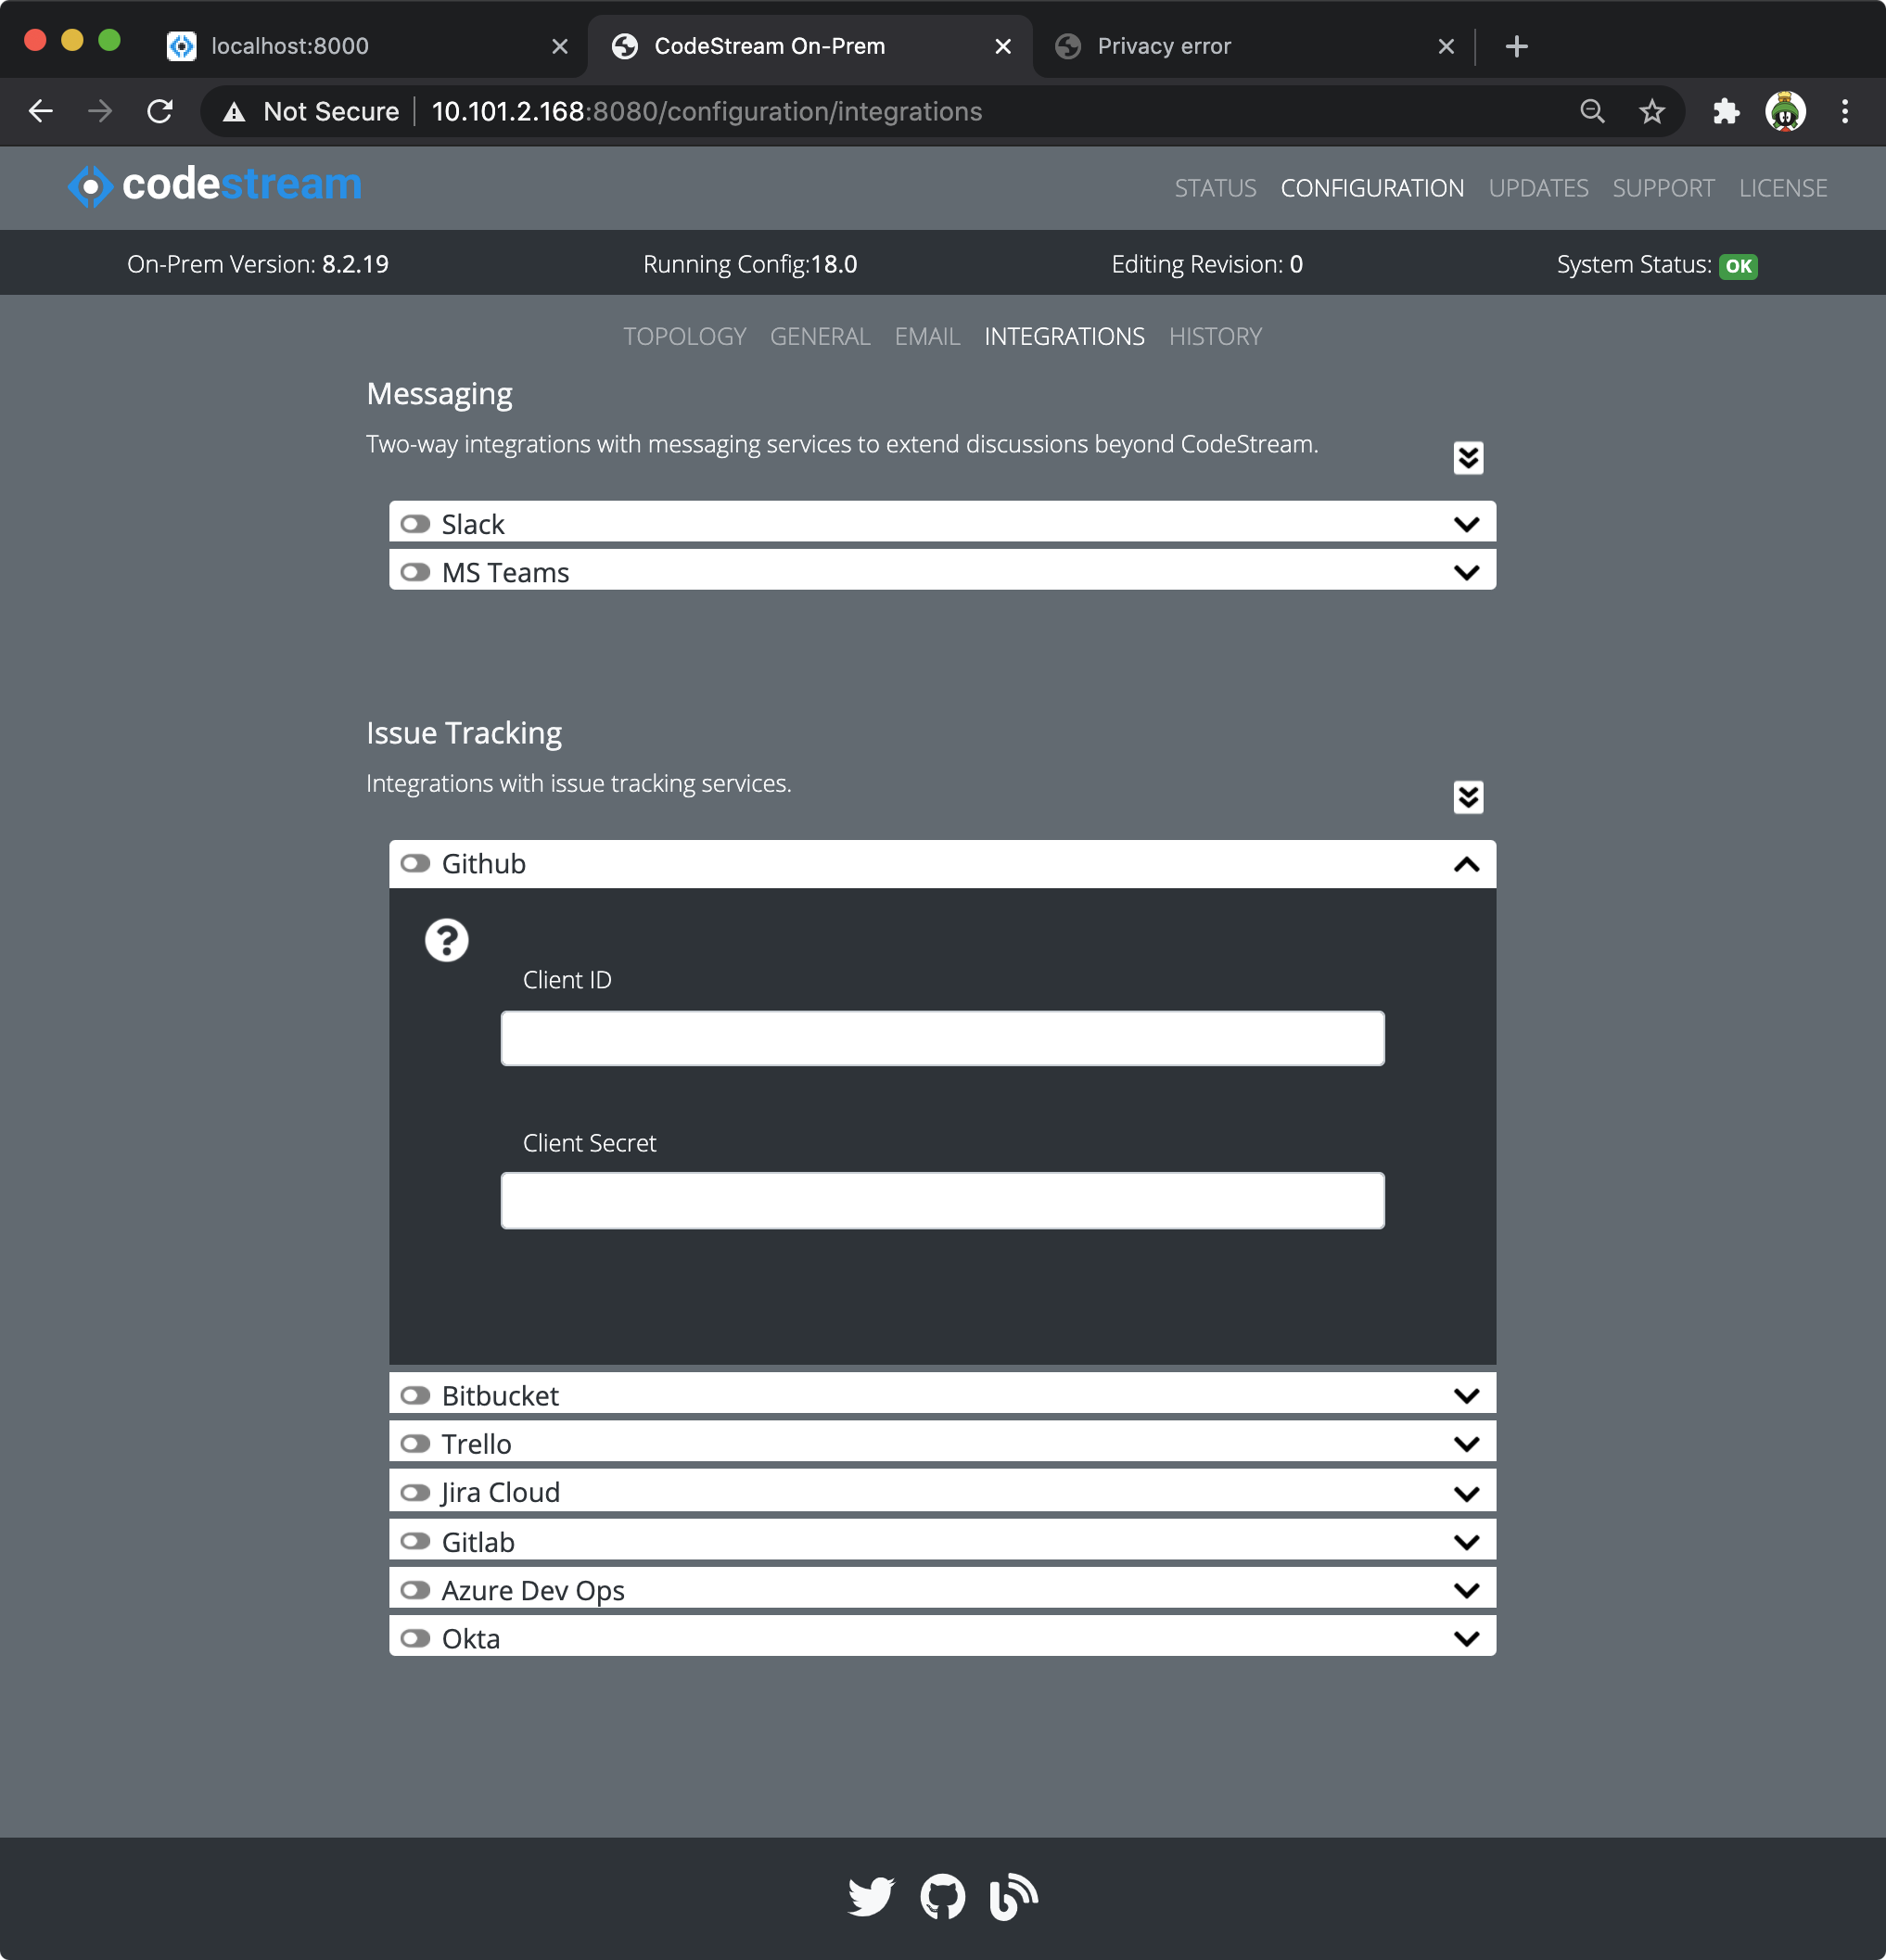 localhost:8000
CodeStream On-Prem
Privacy error
Not Secure 10.101.2.168:8080/configuration/integrations
codestream
STATUS CONFIGURATION UPDATES SUPPORT LICENSE
On-Prem Version: 8.2.19 Running Config:18.0 Editing Revision: 0 System Status: OK
TOPOLOGY GENERAL EMAIL INTEGRATIONS HISTORY
Messaging
Two-way integrations with messaging services to extend discussions beyond CodeStream.
Slack
MS Teams
Issue Tracking
Integrations with issue tracking services.
Github
?
Client ID
Client Secret
Bitbucket
Trello
Jira Cloud
Gitlab
Azure Dev Ops
Okta